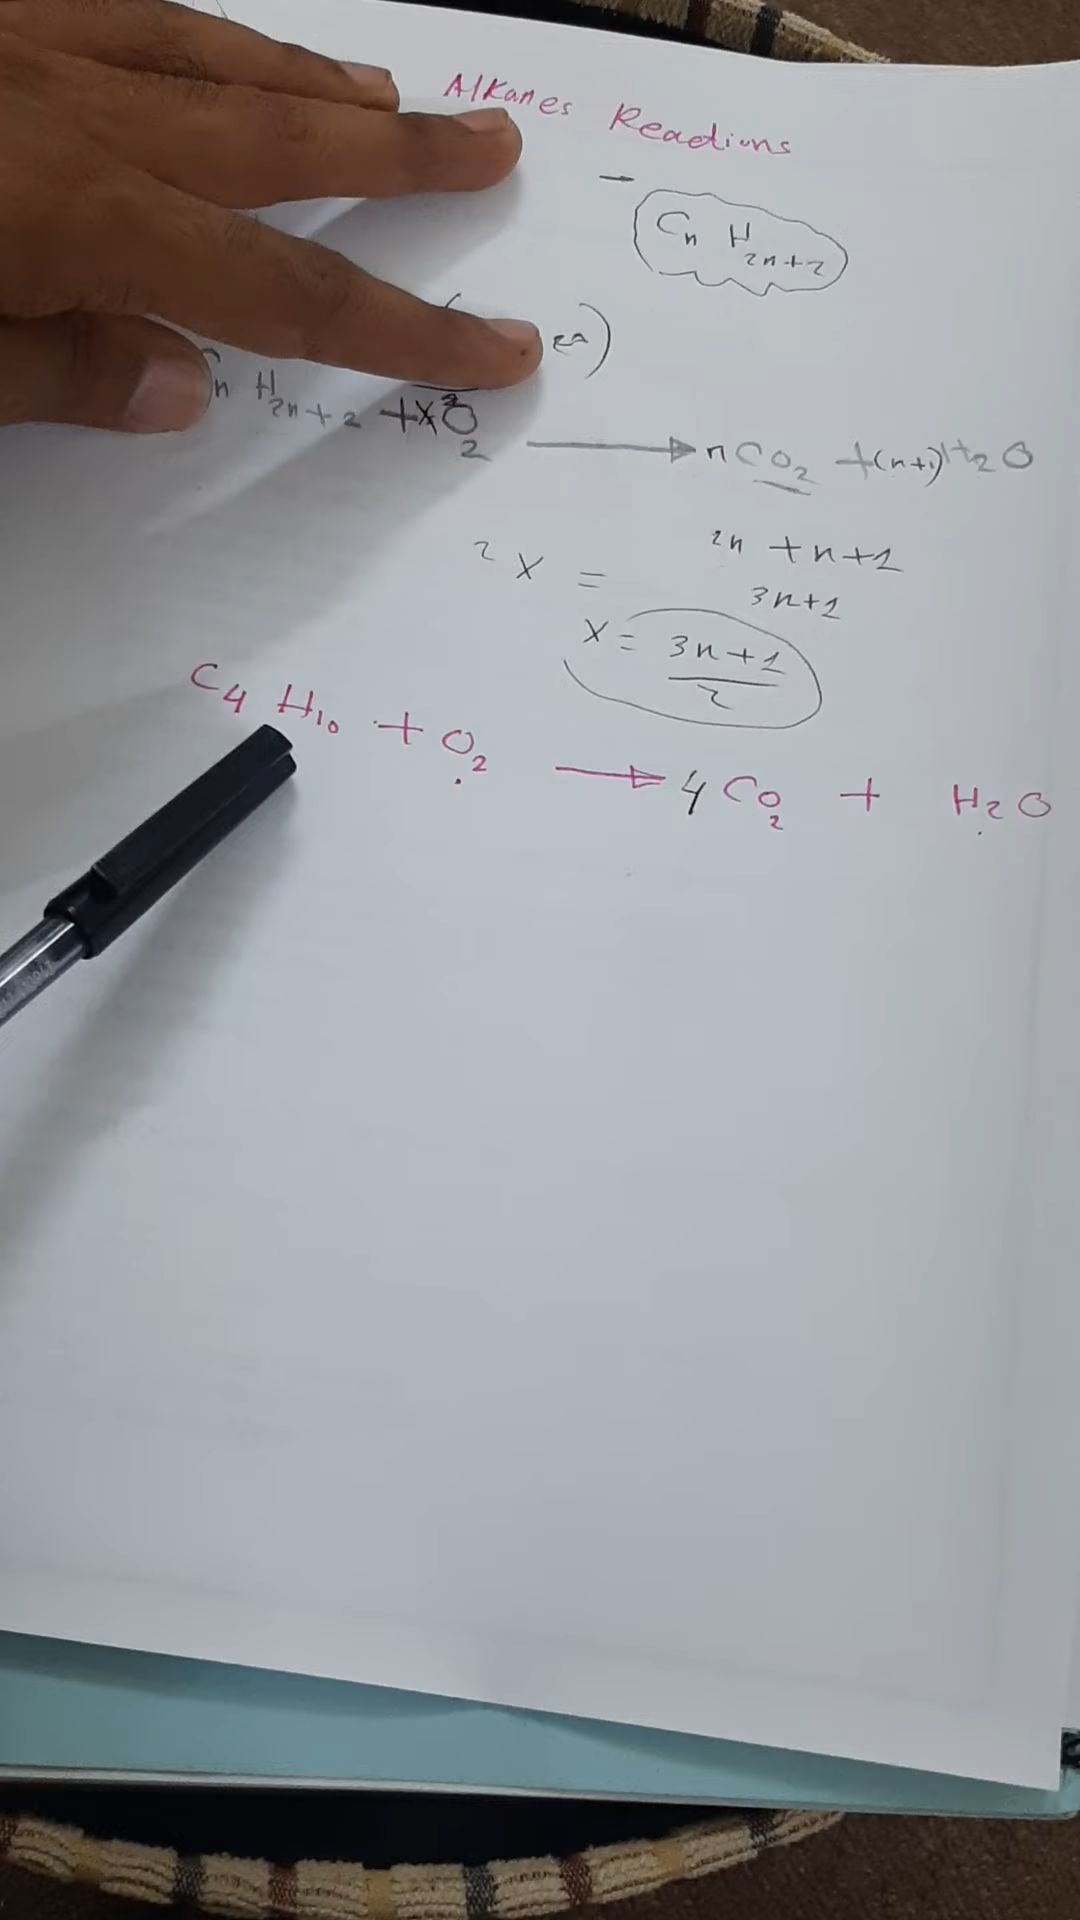 Alkanes Reactions
- CnH2n+2
CnH2n+2 + xO2 → nCO2 + (n+1)H2O
2x = 2n + n+1
3n+1
x = 3n+1/2
C4H10 + O2 → 4CO2 + H2O